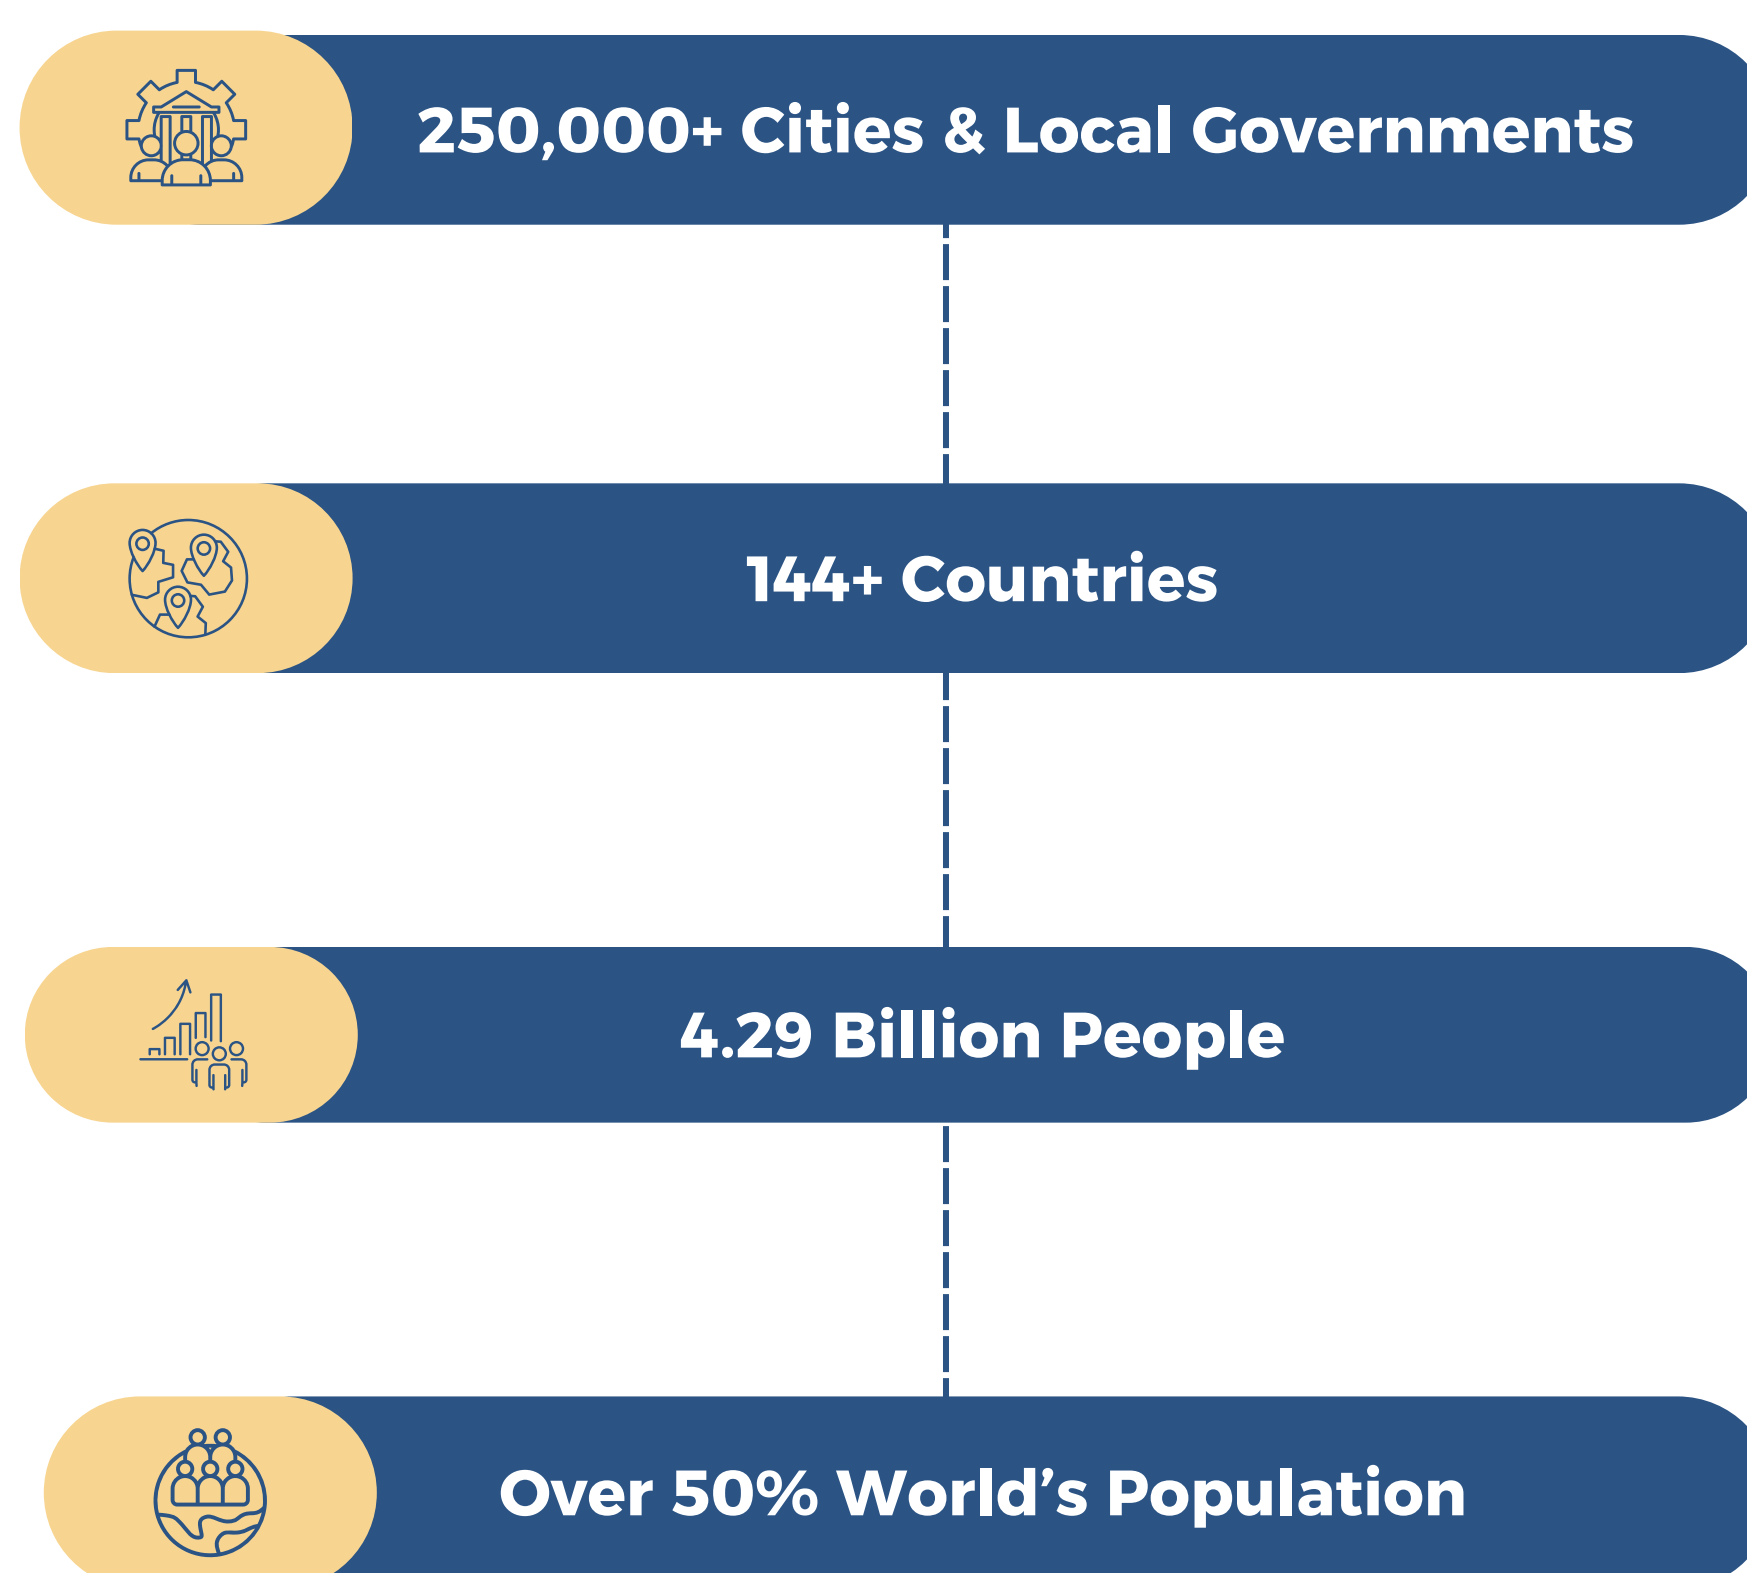 250,000+ Cities & Local Governments
144+ Countries
4.29 Billion People
Over 50% World’s Population